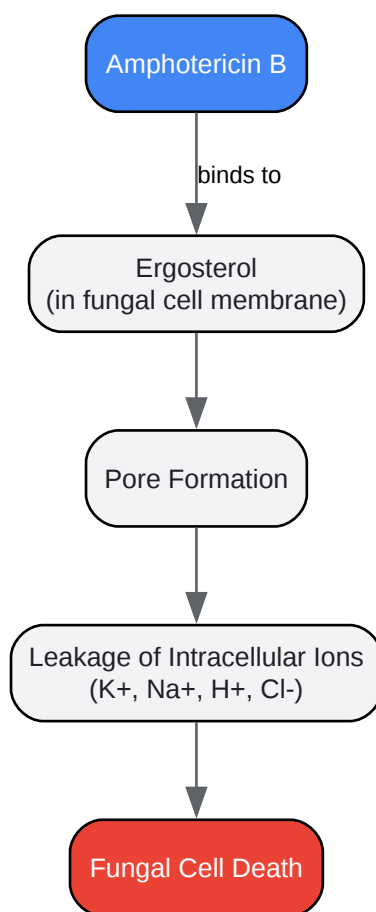 Amphotericin B
binds to
Ergosterol
(in fungal cell membrane)
Pore Formation
Leakage of Intracellular Ions
(K+, Na+, H+, Cl-)
Fungal Cell Death